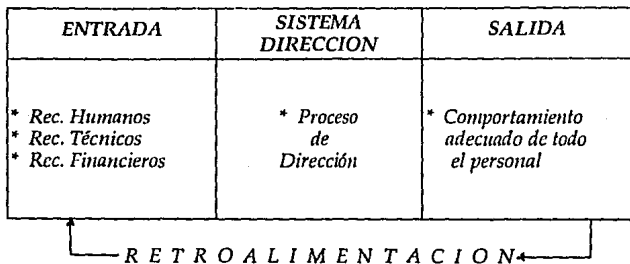 ENTRADA
SISTEMA
DIRECCION
SALIDA
* Rec. Humanos
* Rec. Técnicos
* Rec. Financieros
* Proceso
de
Dirección
* Comportamiento
adecuado de todo
el personal
RETROALIMENTACION